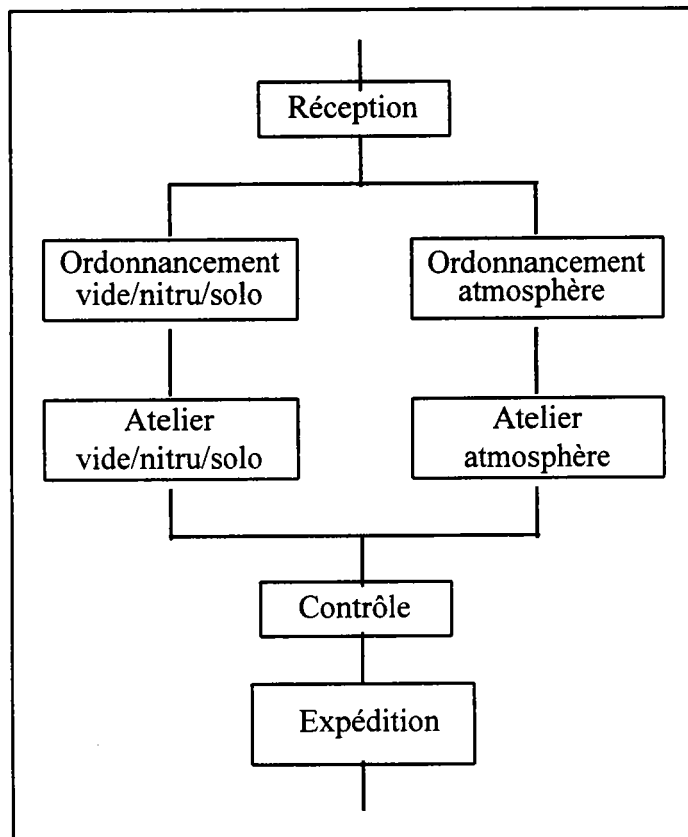 Réception
Ordonnancement
vide/nitru/solo
Ordonnancement
atmosphère
Atelier
vide/nitru/solo
Atelier
atmosphère
Contrôle
Expédition